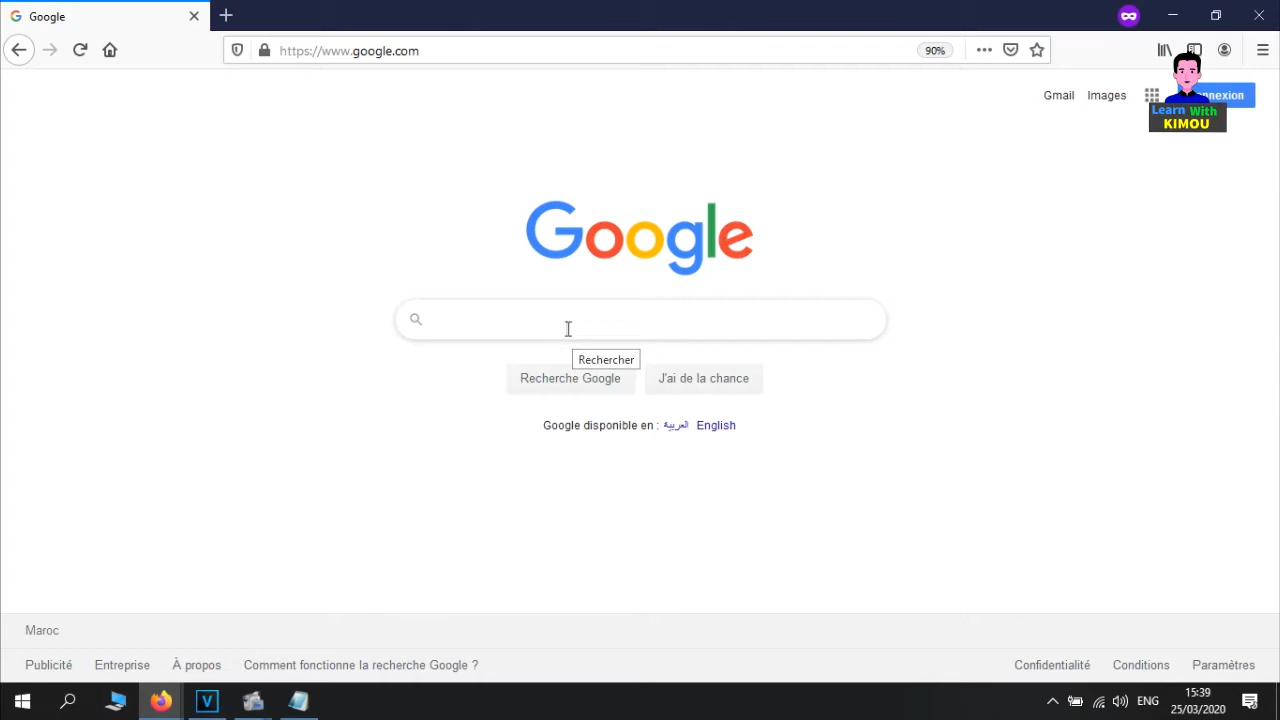 Google
https://www.google.com
90%
Gmail
Images
nnexion
Learn With
KIMOU
Google
Rechercher
Recherche Google
J'ai de la chance
Google disponible en : العربية English
Maroc
Publicité
Entreprise
À propos
Comment fonctionne la recherche Google ?
Confidentialité
Conditions
Paramètres
V
ENG
15:39
25/03/2020